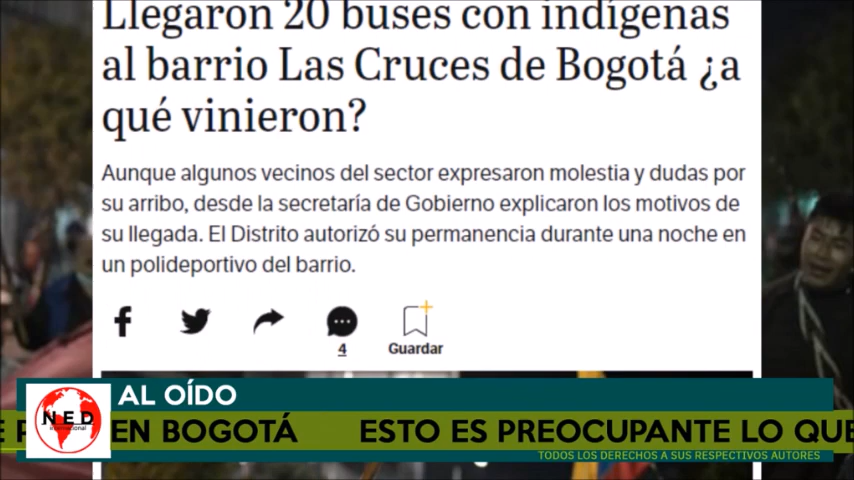 Llegaron 20 buses con indígenas
al barrio Las Cruces de Bogotá ¿a
qué vinieron?
Aunque algunos vecinos del sector expresaron molestia y dudas por
su arribo, desde la secretaría de Gobierno explicaron los motivos de
su llegada. El Distrito autorizó su permanencia durante una noche en
un polideportivo del barrio.
4
Guardar
AL OÍDO
NED
International
EN BOGOTÁ ESTO ES PREOCUPANTE LO QUE
TODOS LOS DERECHOS A SUS RESPECTIVOS AUTORES